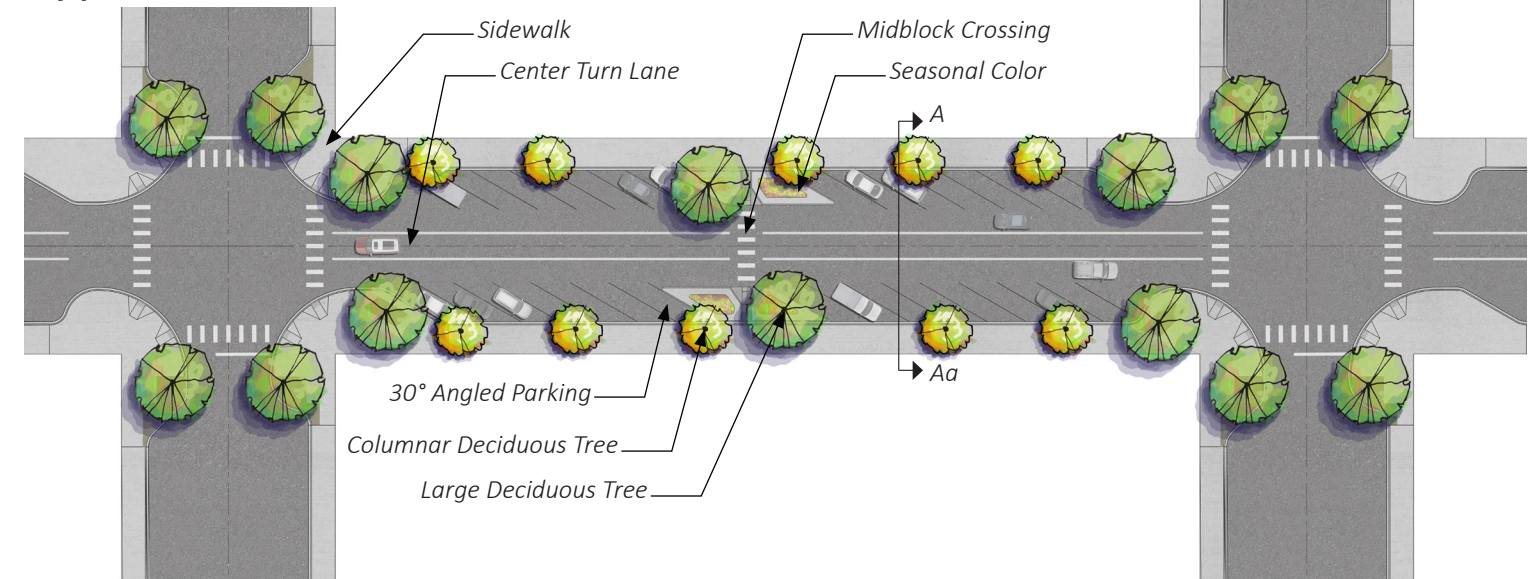 Sidewalk
Midblock Crossing
Center Turn Lane
Seasonal Color
A
Aa
30° Angled Parking
Columnar Deciduous Tree
Large Deciduous Tree